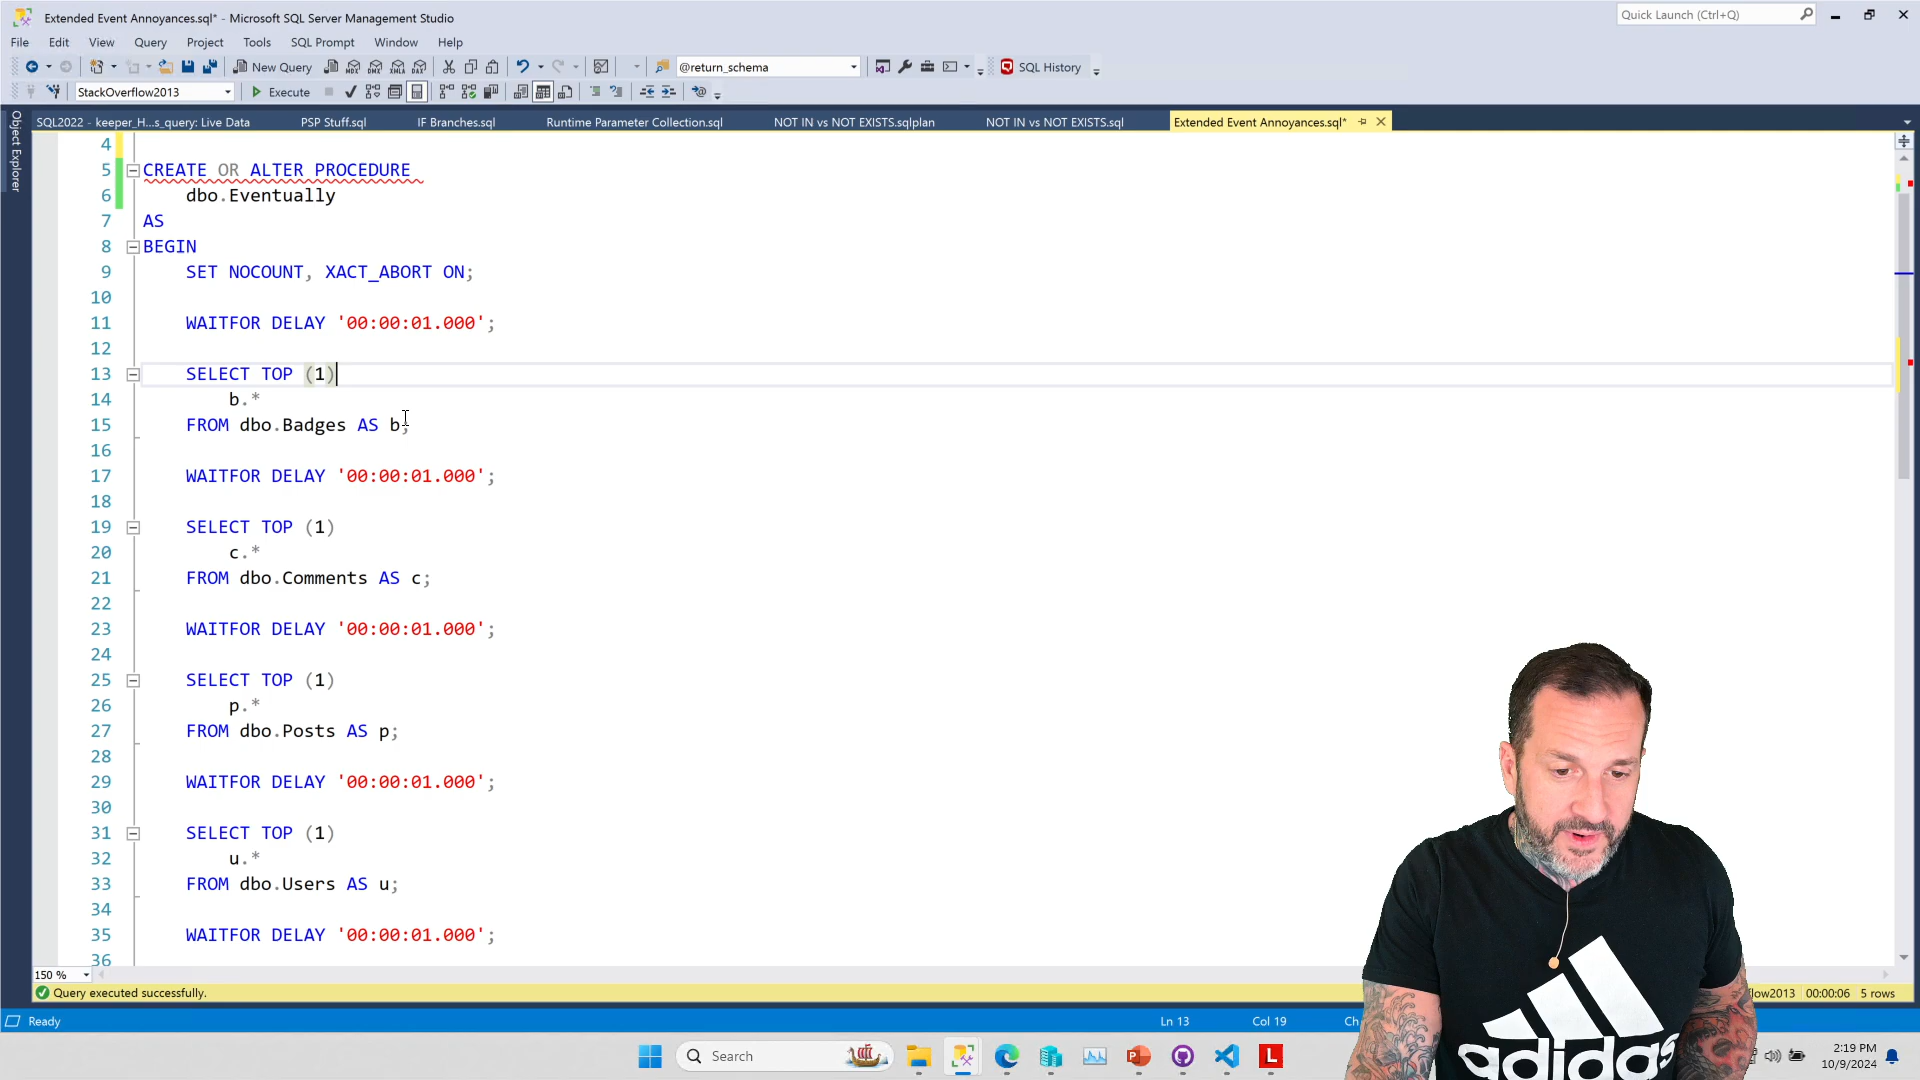 Extended Event Annoyances.sql* - Microsoft SQL Server Management Studio
Quick Launch (Ctrl+Q)
File Edit View Query Project Tools SQL Prompt Window Help
New Query
@return_schema
SQL History
StackOverflow2013
Execute
SQL2022 - keeper_H...s_query: Live Data
PSP Stuff.sql
IF Branches.sql
Runtime Parameter Collection.sql
NOT IN vs NOT EXISTS.sqlplan
NOT IN vs NOT EXISTS.sql
Extended Event Annoyances.sql*
Object Explorer
4
5 CREATE OR ALTER PROCEDURE
6 dbo.Eventually
7 AS
8 BEGIN
9 SET NOCOUNT, XACT_ABORT ON;
10
11 WAITFOR DELAY '00:00:01.000';
12
13 SELECT TOP (1)
14 b.*
15 FROM dbo.Badges AS b;
16
17 WAITFOR DELAY '00:00:01.000';
18
19 SELECT TOP (1)
20 c.*
21 FROM dbo.Comments AS c;
22
23 WAITFOR DELAY '00:00:01.000';
24
25 SELECT TOP (1)
26 p.*
27 FROM dbo.Posts AS p;
28
29 WAITFOR DELAY '00:00:01.000';
30
31 SELECT TOP (1)
32 u.*
33 FROM dbo.Users AS u;
34
35 WAITFOR DELAY '00:00:01.000';
36
150 %
Query executed successfully.
low2013 00:00:06 5 rows
Ready
Ln 13 Col 19 Ch
Search
2:19 PM
10/9/2024
adidas